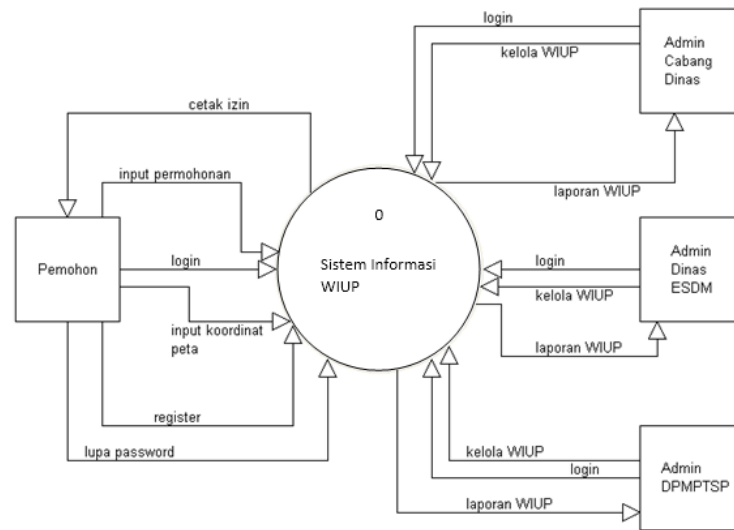 login
kelola WIUP
Admin
Cabang
Dinas
cetak izin
input permohonan
laporan WIUP
0
Sistem Informasi
WIUP
Pemohon
login
input koordinat
peta
login
kelola WIUP
Admin
Dinas
ESDM
laporan WIUP
register
lupa password
kelola WIUP
login
Admin
DPMPTSP
laporan WIUP